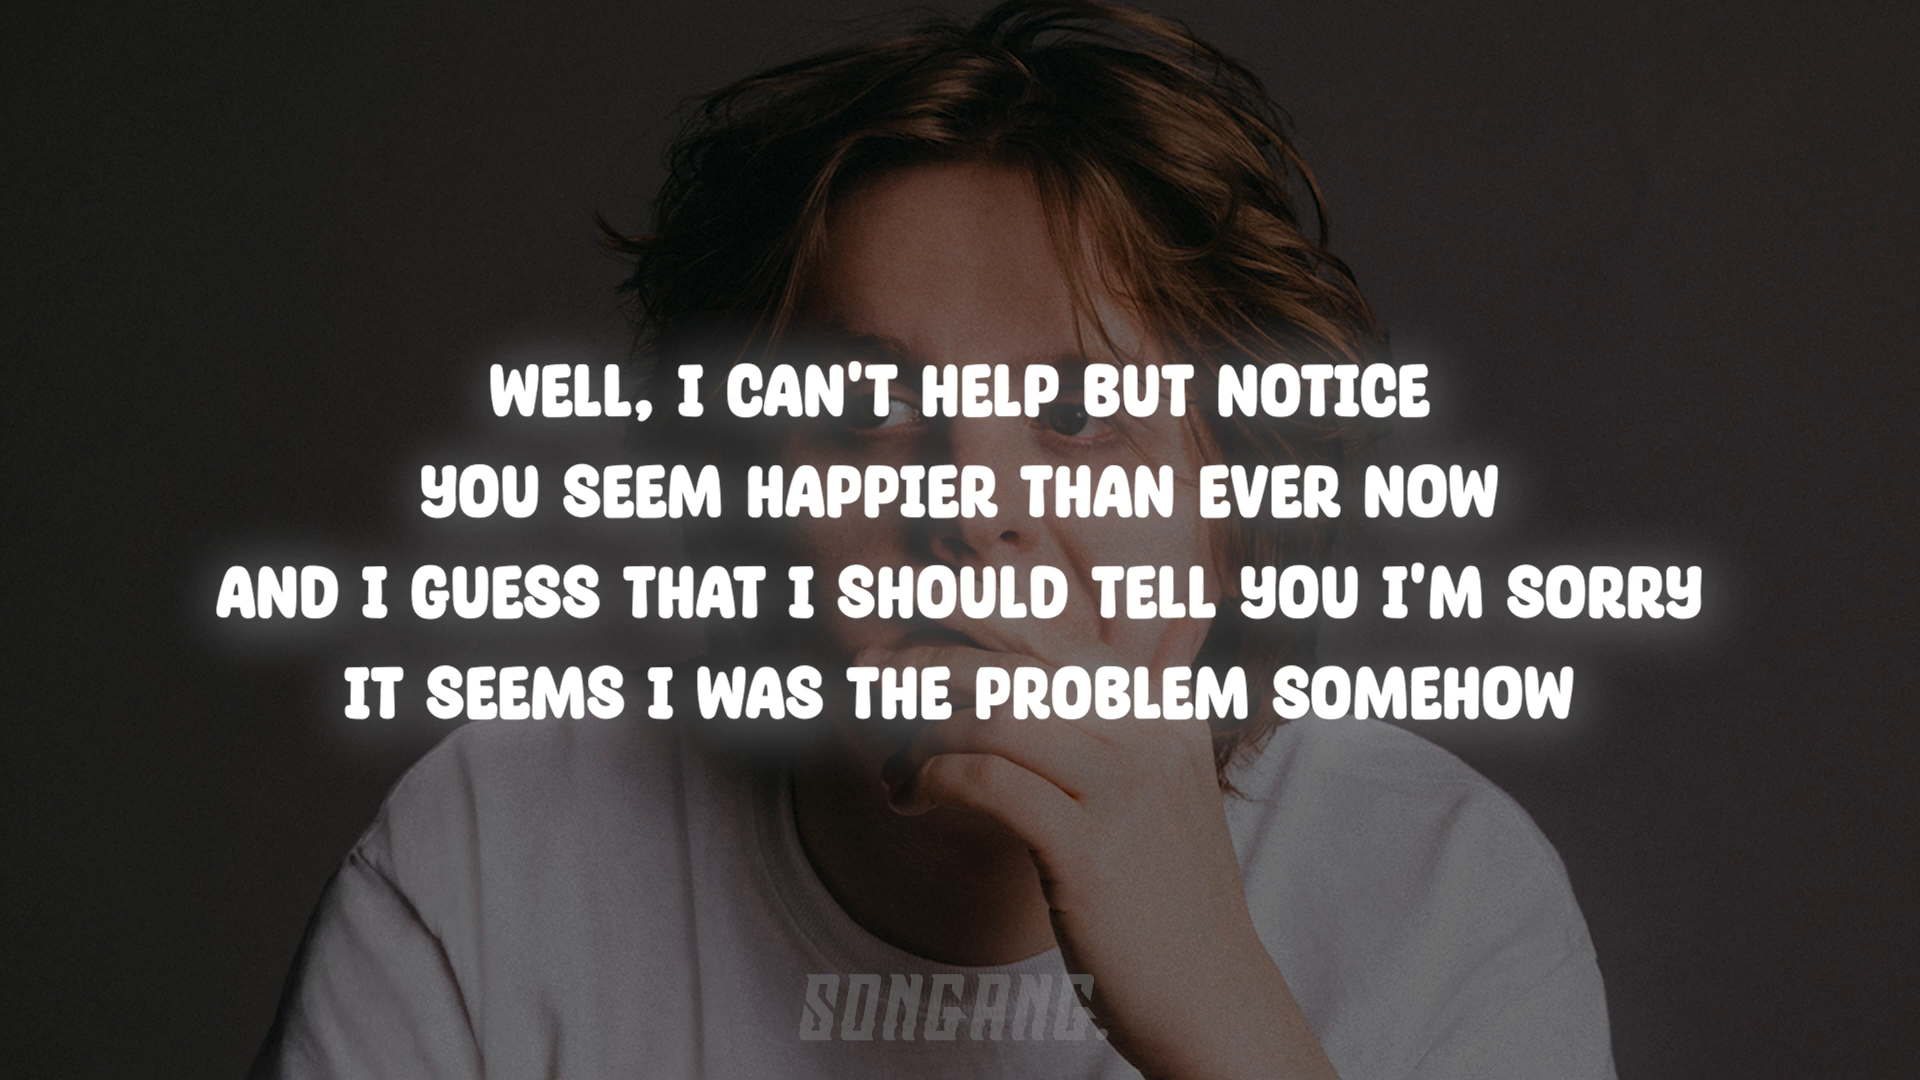 WELL, I CAN'T HELP BUT NOTICE
YOU SEEM HAPPIER THAN EVER NOW
AND I GUESS THAT I SHOULD TELL YOU I'M SORRY
IT SEEMS I WAS THE PROBLEM SOMEHOW
SONGANG.